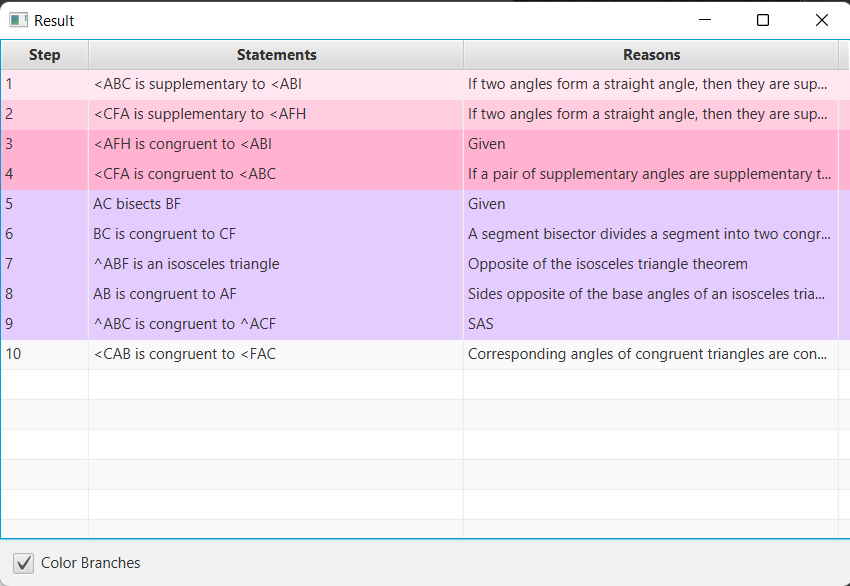 Result
Step Statements Reasons
1 <ABC is supplementary to <ABI If two angles form a straight angle, then they are sup...
2 <CFA is supplementary to <AFH If two angles form a straight angle, then they are sup...
3 <AFH is congruent to <ABI Given
4 <CFA is congruent to <ABC If a pair of supplementary angles are supplementary t...
5 AC bisects BF Given
6 BC is congruent to CF A segment bisector divides a segment into two congr...
7 ^ABF is an isosceles triangle Opposite of the isosceles triangle theorem
8 AB is congruent to AF Sides opposite of the base angles of an isosceles tria...
9 ^ABC is congruent to ^ACF SAS
10 <CAB is congruent to <FAC Corresponding angles of congruent triangles are con...
Color Branches